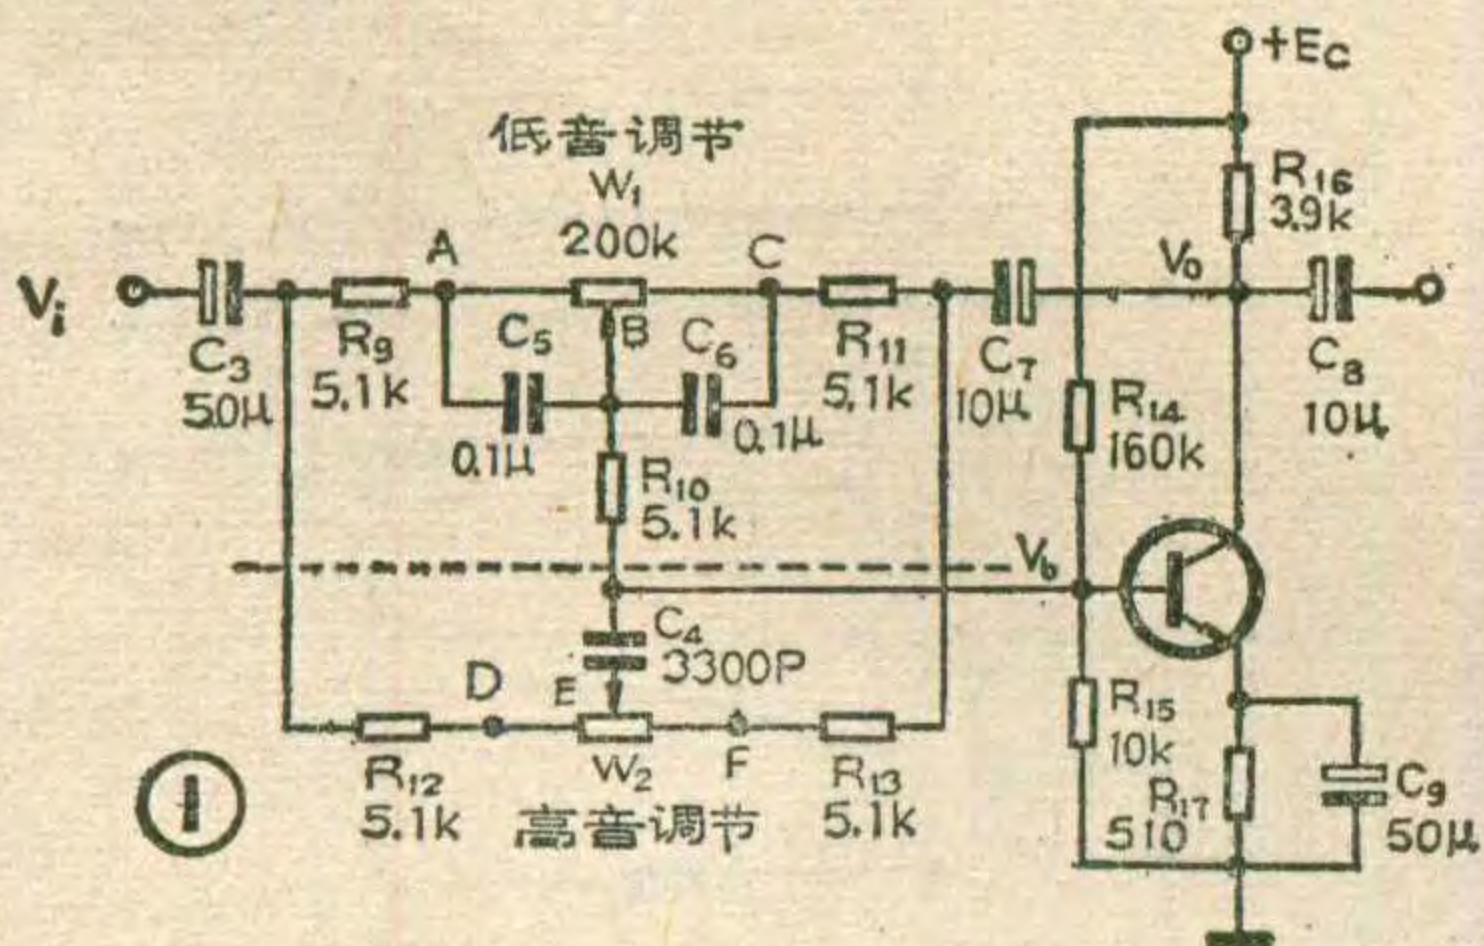 +EC
低音调节
W₁
200k
A
C
B
Vi
C₃
50μ
R₉
5.1k
C₅
0.1μ
C₆
0.1μ
R₁₁
5.1k
C₇
10μ
R₁₆
3.9k
V₀
C₈
10μ
R₁₀
5.1k
R₁₄
160k
V_b
C₄
3300P
D
E
F
R₁₂
5.1k
W₂
高音调节
R₁₃
5.1k
R₁₅
10k
R₁₇
510
C₉
50μ
①